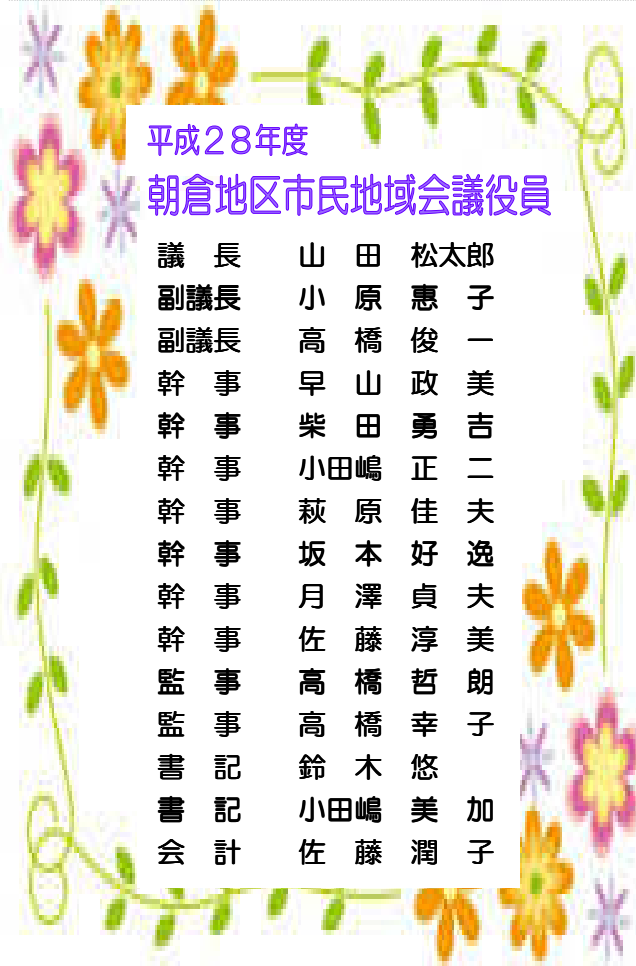 平成２８年度
朝倉地区市民地域会議役員
議　長　　山　田　松太郎
副議長　　小　原　惠　子
副議長　　高　橋　俊　一
幹　事　　早　山　政　美
幹　事　　柴　田　勇　吉
幹　事　　小田嶋　正　二
幹　事　　萩　原　佳　夫
幹　事　　坂　本　好　逸
幹　事　　月　澤　貞　夫
幹　事　　佐　藤　淳　美
監　事　　高　橋　哲　朗
監　事　　高　橋　幸　子
書　記　　鈴　木　悠
書　記　　小田嶋　美　加
会　計　　佐　藤　潤　子